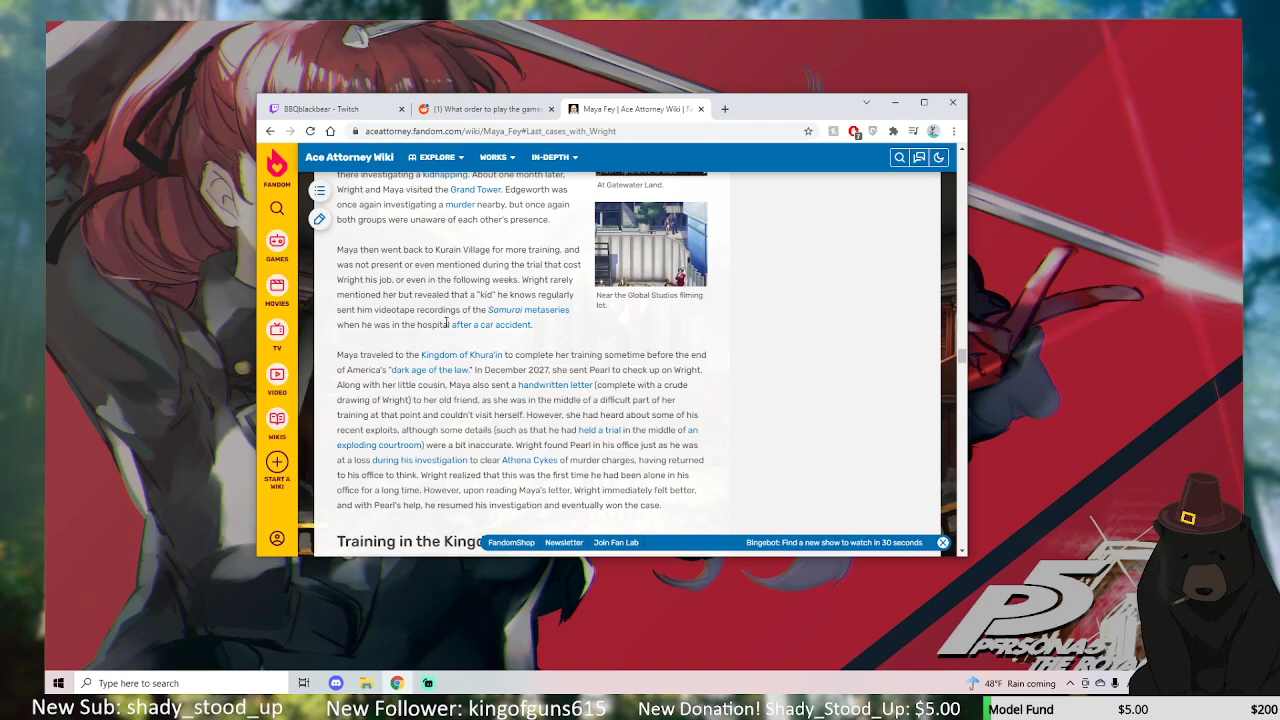 BBQblackbear - Twitch
(1) What order to play the game
Maya Fey | Ace Attorney Wiki | F
aceattorney.fandom.com/wiki/Maya_Fey#Last_cases_with_Wright
7
FANDOM
GAMES
MOVIES
TV
VIDEO
WIKIS
START A
WIKI
Ace Attorney Wiki
EXPLORE
WORKS
IN-DEPTH
there investigating a kidnapping. About one month later,
Wright and Maya visited the Grand Tower. Edgeworth was
once again investigating a murder nearby, but once again
both groups were unaware of each other's presence.
At Gatewater Land.
Near the Global Studios filming
lot.
Maya then went back to Kurain Village for more training, and
was not present or even mentioned during the trial that cost
Wright his job, or even in the following weeks. Wright rarely
mentioned her but revealed that a "kid" he knows regularly
sent him videotape recordings of the Samurai metaseries
when he was in the hospital after a car accident.
Maya traveled to the Kingdom of Khura'in to complete her training sometime before the end
of America's "dark age of the law." In December 2027, she sent Pearl to check up on Wright.
Along with her little cousin, Maya also sent a handwritten letter (complete with a crude
drawing of Wright) to her old friend, as she was in the middle of a difficult part of her
training at that point and couldn't visit herself. However, she had heard about some of his
recent exploits, although some details (such as that he had held a trial in the middle of an
exploding courtroom) were a bit inaccurate. Wright found Pearl in his office just as he was
at a loss during his investigation to clear Athena Cykes of murder charges, having returned
to his office to think. Wright realized that this was the first time he had been alone in his
office for a long time. However, upon reading Maya's letter, Wright immediately felt better,
and with Pearl's help, he resumed his investigation and eventually won the case.
Training in the King
FandomShop
Newsletter
Join Fan Lab
Bingebot: Find a new show to watch in 30 seconds
P5
PERSONA5
THE ROYA
Type here to search
48°F Rain coming
New Sub: shady_stood_up
New Follower: kingofguns615
New Donation! Shady_Stood_Up: $5.00
Model Fund
$5.00
$200